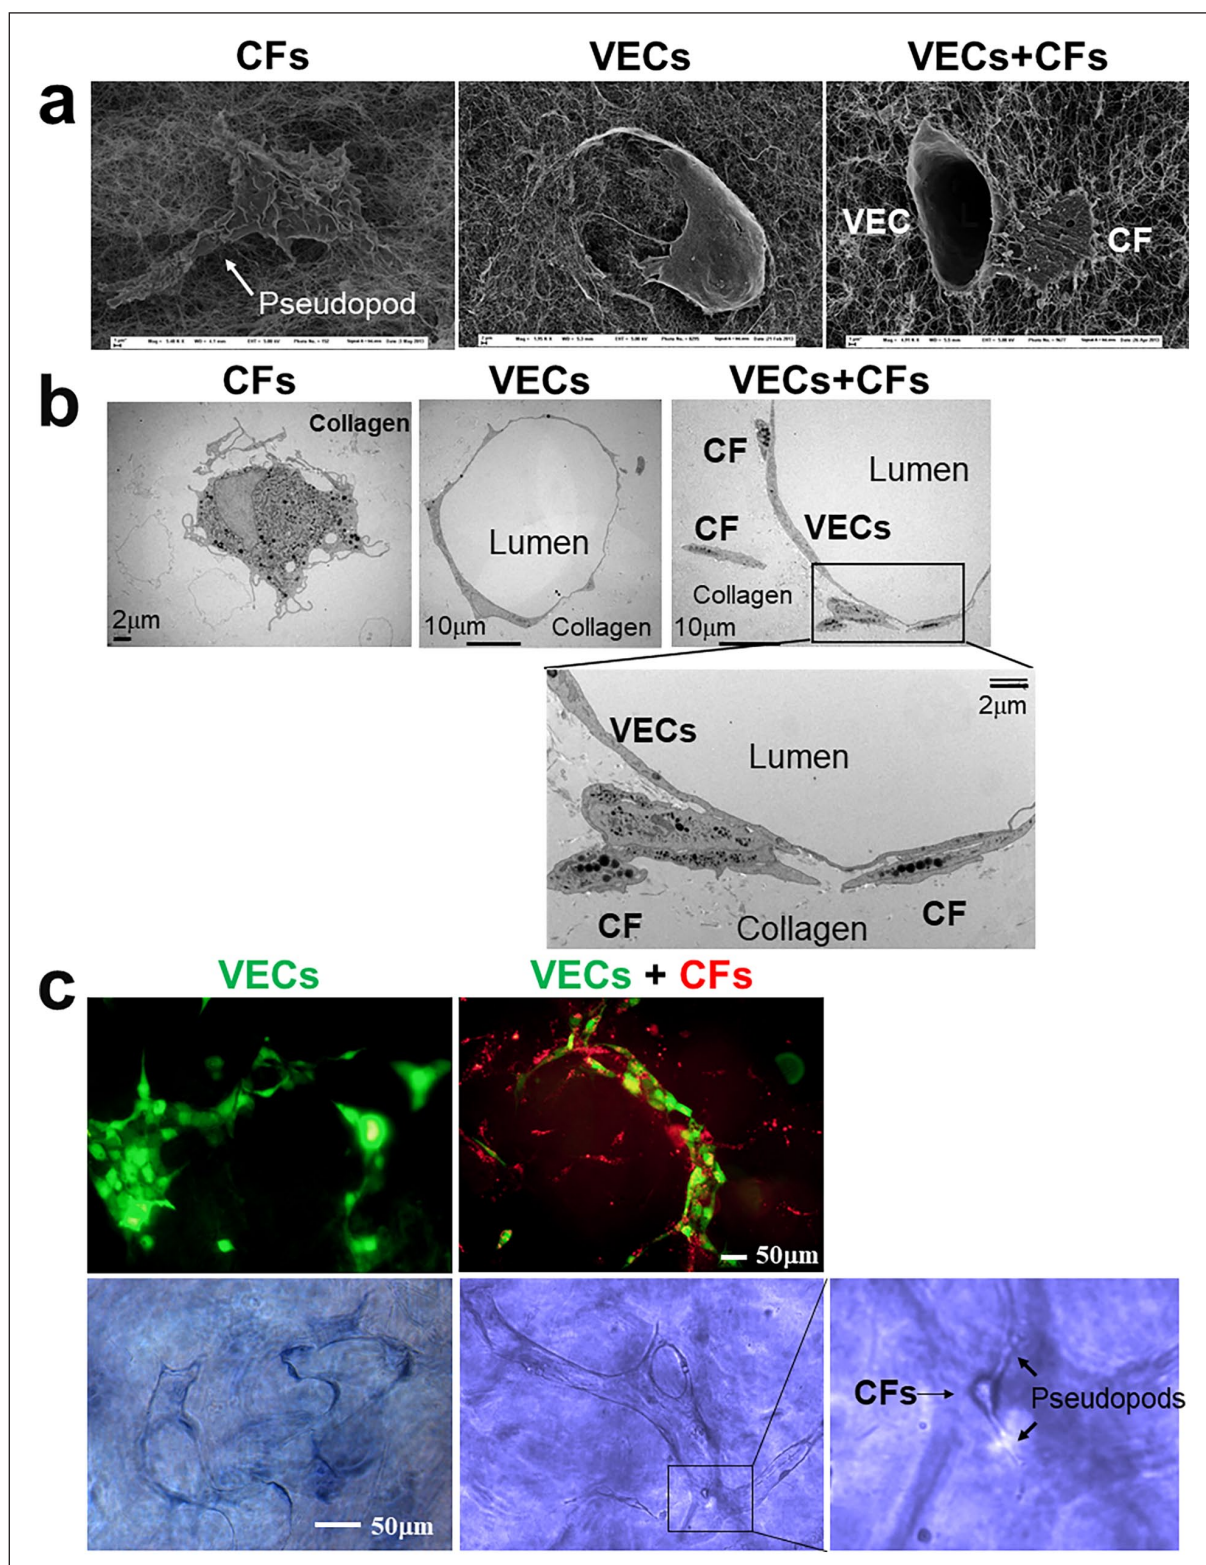 CFs VECs VECs+CFs
a
Pseudopod
VEC L CF
CFs VECs VECs+CFs
b
Collagen
2μm
Lumen
10μm Collagen
CF Lumen
CF VECs
Collagen
10μm
2μm
VECs
Lumen
CF Collagen CF
c
VECs VECs + CFs
50μm
50μm
CFs Pseudopods